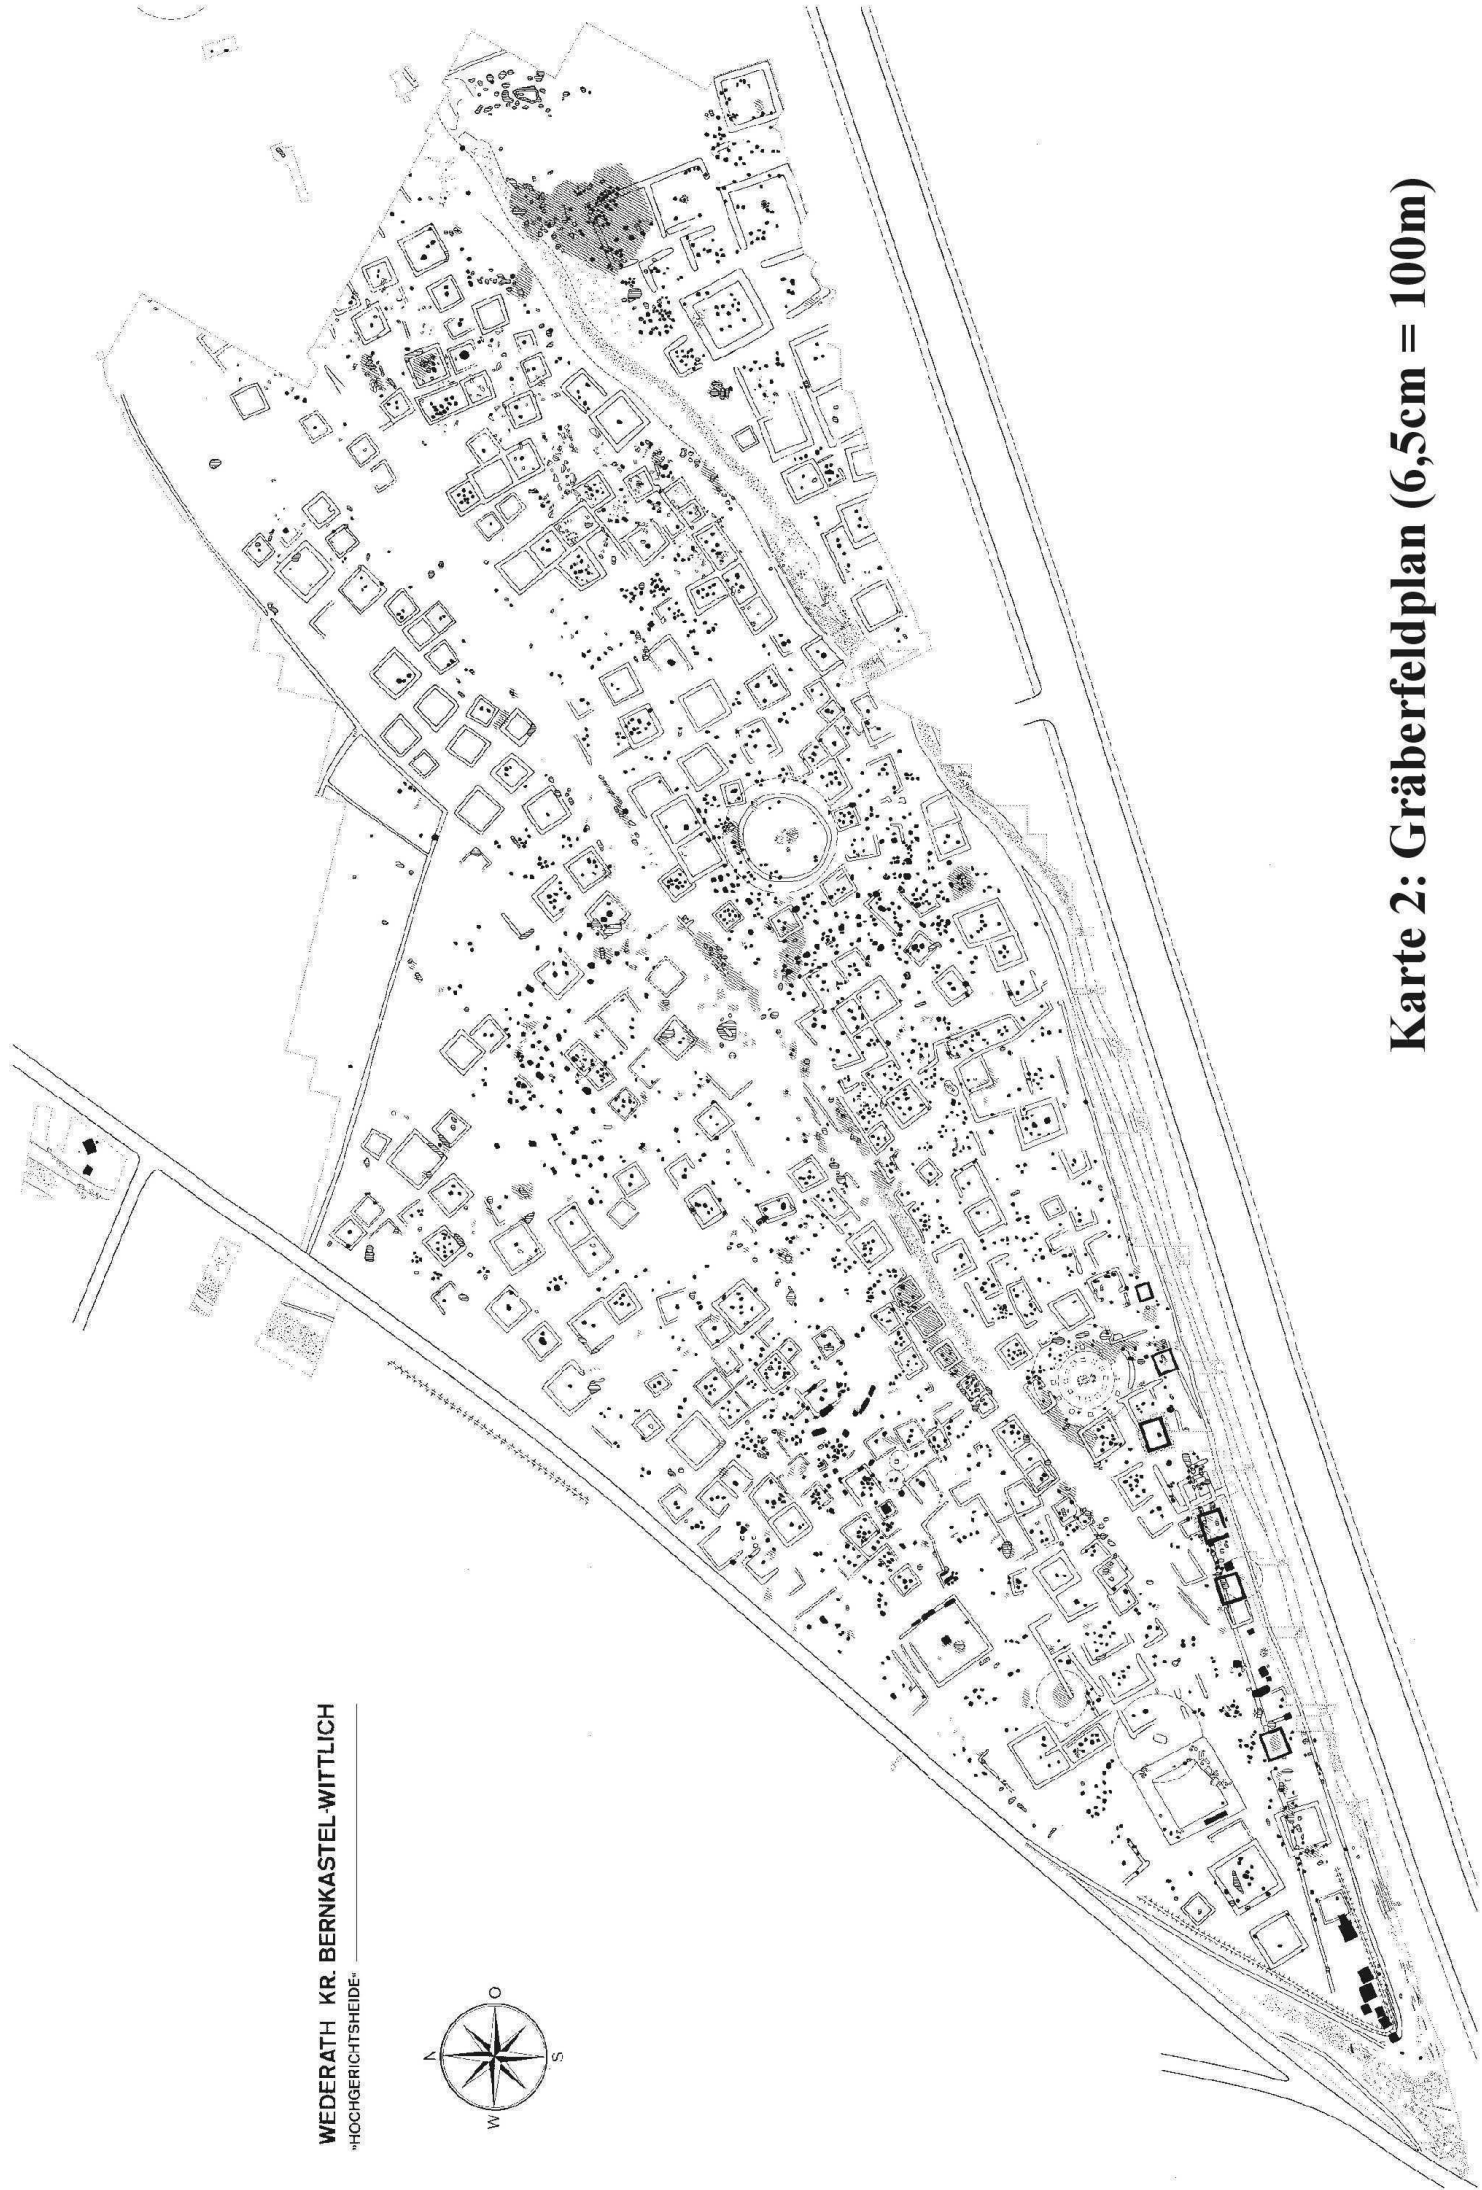 WEDERATH KR. BERNKASTEL-WITTLICH
"HOCHGERICHTSHEIDE"
N
O
S
W
Karte 2: Gräberfeldplan (6,5cm = 100m)